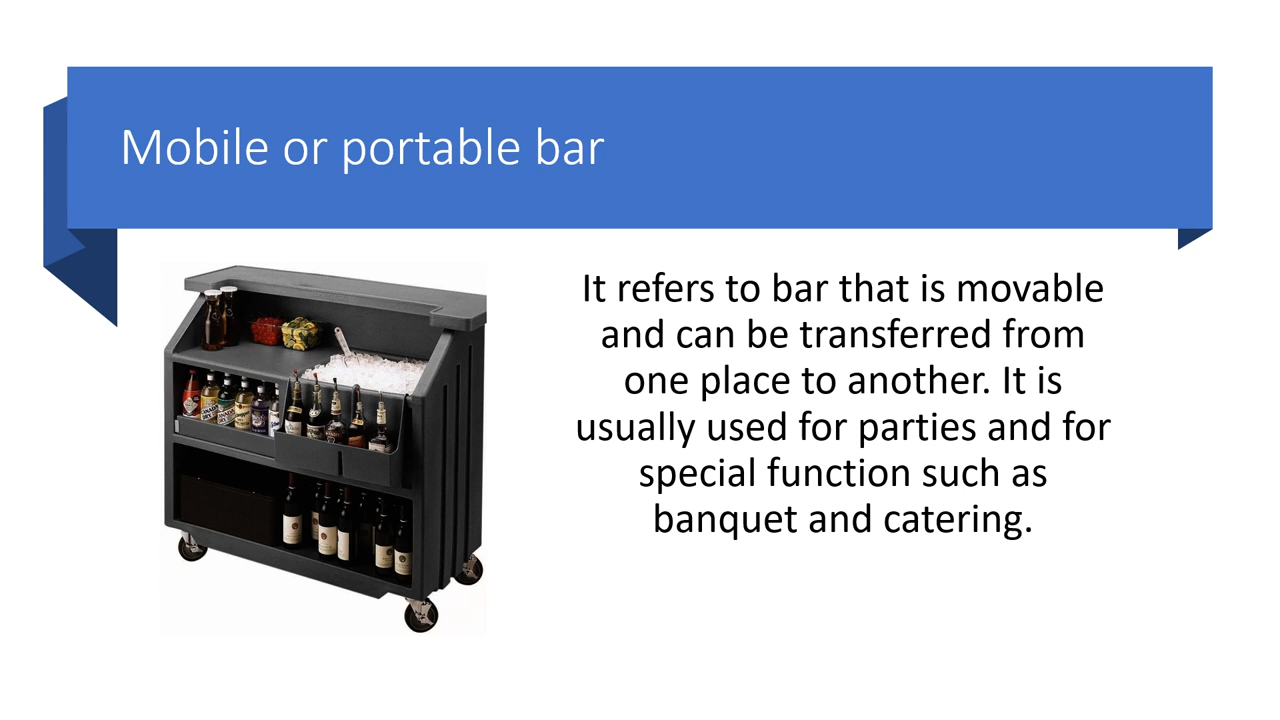 Mobile or portable bar
It refers to bar that is movable
and can be transferred from
one place to another. It is
usually used for parties and for
special function such as
banquet and catering.